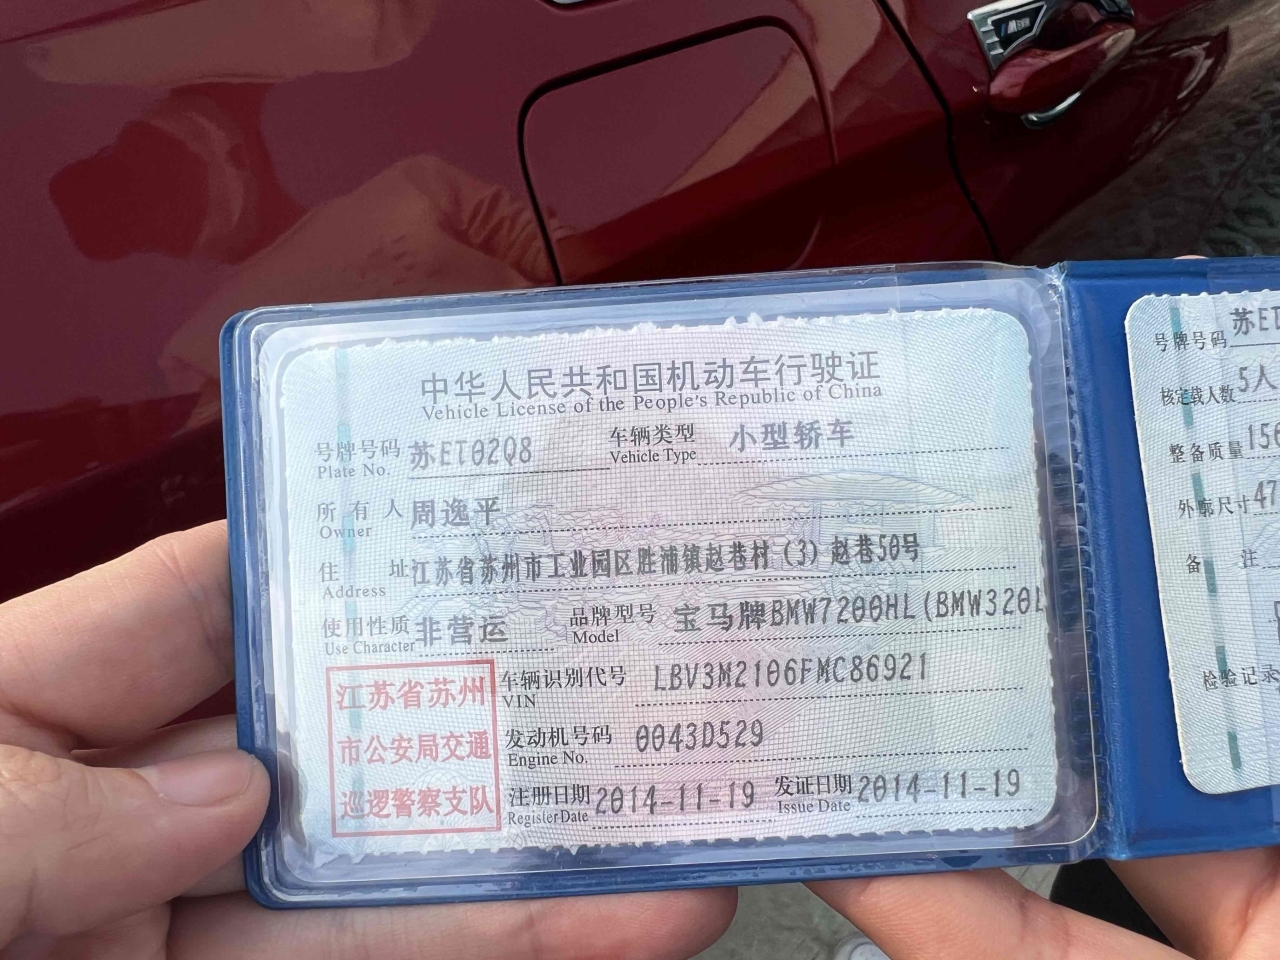 中华人民共和国机动车行驶证
Vehicle License of the People's Republic of China
号牌号码 苏ET02Q8 车辆类型 小型轿车
Plate No. Vehicle Type
所有人 周逸平
Owner
住址 江苏省苏州市工业园区胜浦镇赵巷村(3)赵巷50号
Address
使用性质 非营运 品牌型号 宝马牌BMW7200HL(BMW320L
Use Character Model
江苏省苏州
市公安局交通
巡逻警察支队
车辆识别代号 LBV3M2106FMC86921
VIN
发动机号码 0043D529
Engine No.
注册日期 2014-11-19 发证日期 2014-11-19
Register Date Issue Date
号牌号码 苏ET
核定载人数 5人
整备质量 156
外廓尺寸 47
备注
检验记录